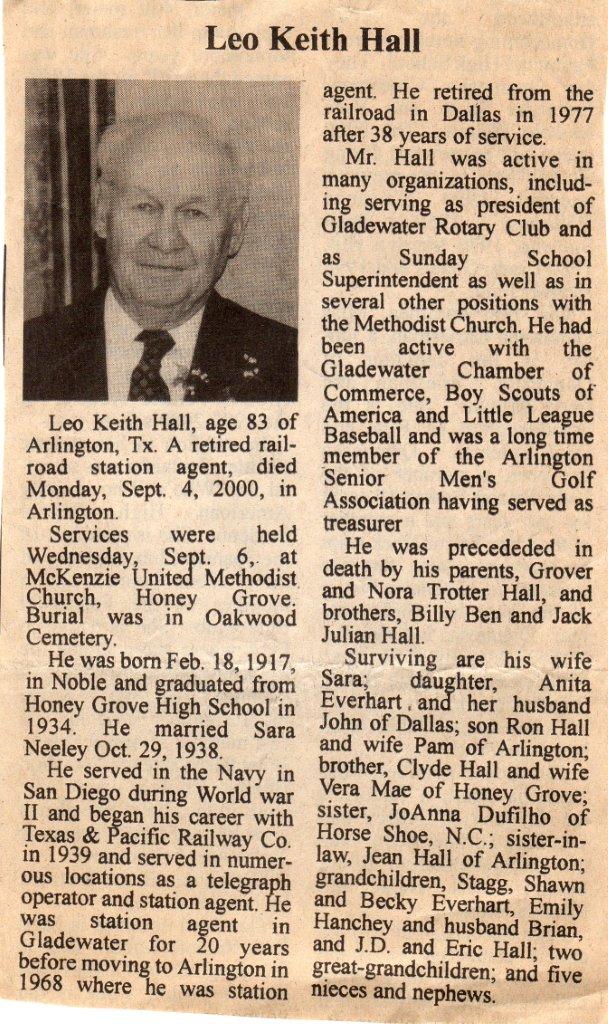 Leo Keith Hall
Leo Keith Hall, age 83 of
Arlington, Tx. A retired rail-
road station agent, died
Monday, Sept. 4, 2000, in
Arlington.
Services were held
Wednesday, Sept. 6, at
McKenzie United Methodist
Church, Honey Grove.
Burial was in Oakwood
Cemetery.
He was born Feb. 18, 1917,
in Noble and graduated from
Honey Grove High School in
1934. He married Sara
Neeley Oct. 29, 1938.
He served in the Navy in
San Diego during World war
II and began his career with
Texas & Pacific Railway Co.
in 1939 and served in numer-
ous locations as a telegraph
operator and station agent. He
was station agent in
Gladewater for 20 years
before moving to Arlington in
1968 where he was station
agent. He retired from the
railroad in Dallas in 1977
after 38 years of service.
Mr. Hall was active in
many organizations, includ-
ing serving as president of
Gladewater Rotary Club and
as Sunday School
Superintendent as well as in
several other positions with
the Methodist Church. He had
been active with the
Gladewater Chamber of
Commerce, Boy Scouts of
America and Little League
Baseball and was a long time
member of the Arlington
Senior Men's Golf
Association having served as
treasurer
He was precededed in
death by his parents, Grover
and Nora Trotter Hall, and
brothers, Billy Ben and Jack
Julian Hall.
Surviving are his wife
Sara; daughter, Anita
Everhart and her husband
John of Dallas; son Ron Hall
and wife Pam of Arlington;
brother, Clyde Hall and wife
Vera Mae of Honey Grove;
sister, JoAnna Dufilho of
Horse Shoe, N.C.; sister-in-
law, Jean Hall of Arlington;
grandchildren, Stagg, Shawn
and Becky Everhart, Emily
Hanchey and husband Brian,
and J.D. and Eric Hall; two
great-grandchildren; and five
nieces and nephews.